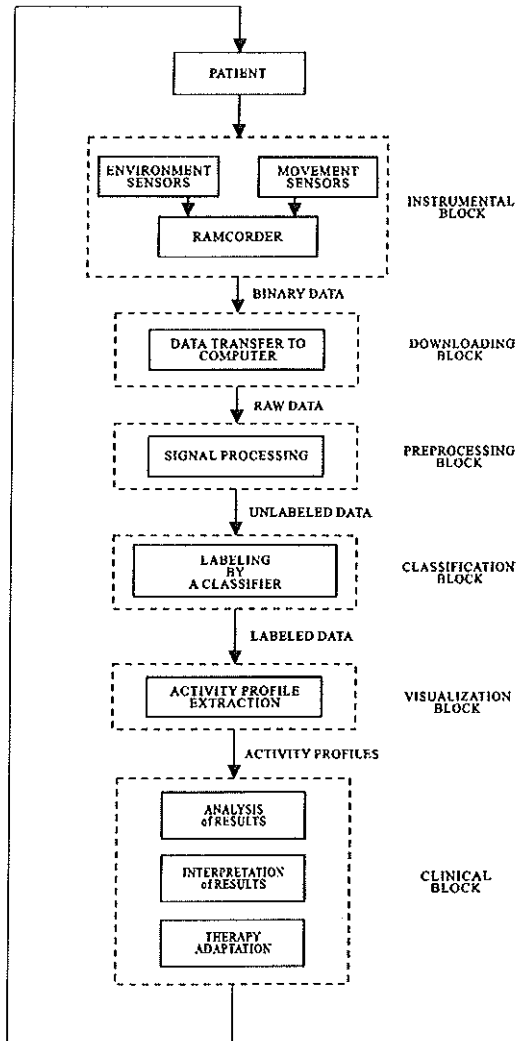 PATIENT
ENVIRONMENT
SENSORS
MOVEMENT
SENSORS
RAMCORDER
INSTRUMENTAL
BLOCK
BINARY DATA
DATA TRANSFER TO
COMPUTER
DOWNLOADING
BLOCK
RAW DATA
SIGNAL PROCESSING
PREPROCESSING
BLOCK
UNLABELED DATA
LABELING
BY
A CLASSIFIER
CLASSIFICATION
BLOCK
LABELED DATA
ACTIVITY PROFILE
EXTRACTION
VISUALIZATION
BLOCK
ACTIVITY PROFILES
ANALYSIS
of RESULTS
INTERPRETATION
of RESULTS
THERAPY
ADAPTATION
CLINICAL
BLOCK